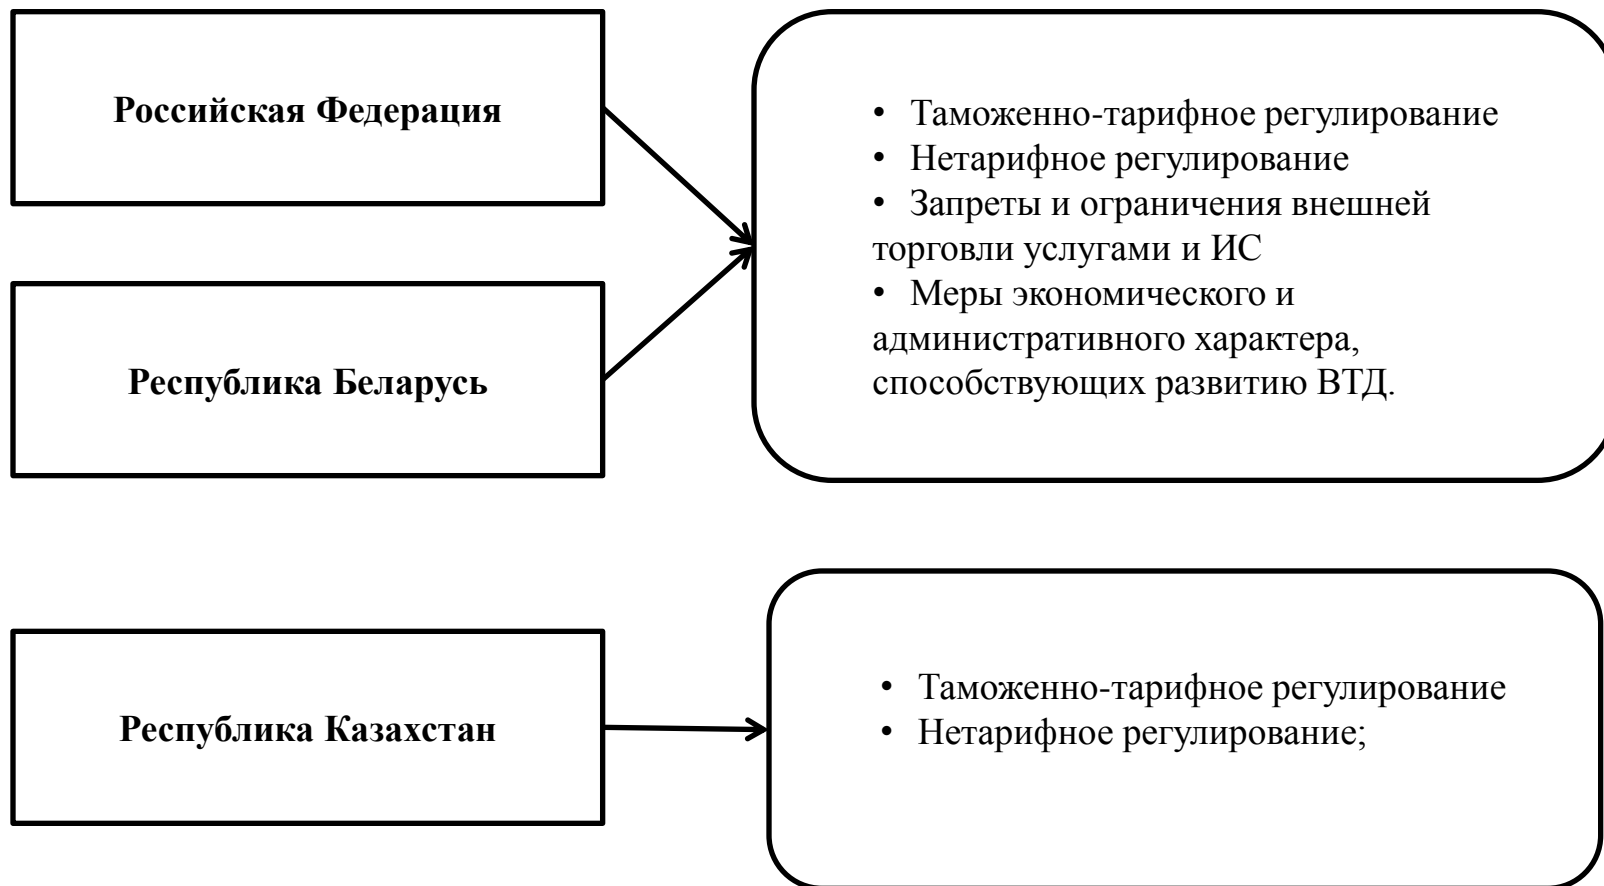 Российская Федерация
• Таможенно-тарифное регулирование
• Нетарифное регулирование
• Запреты и ограничения внешней
торговли услугами и ИС
• Меры экономического и
административного характера,
способствующих развитию ВТД.
Республика Беларусь
Республика Казахстан
• Таможенно-тарифное регулирование
• Нетарифное регулирование;